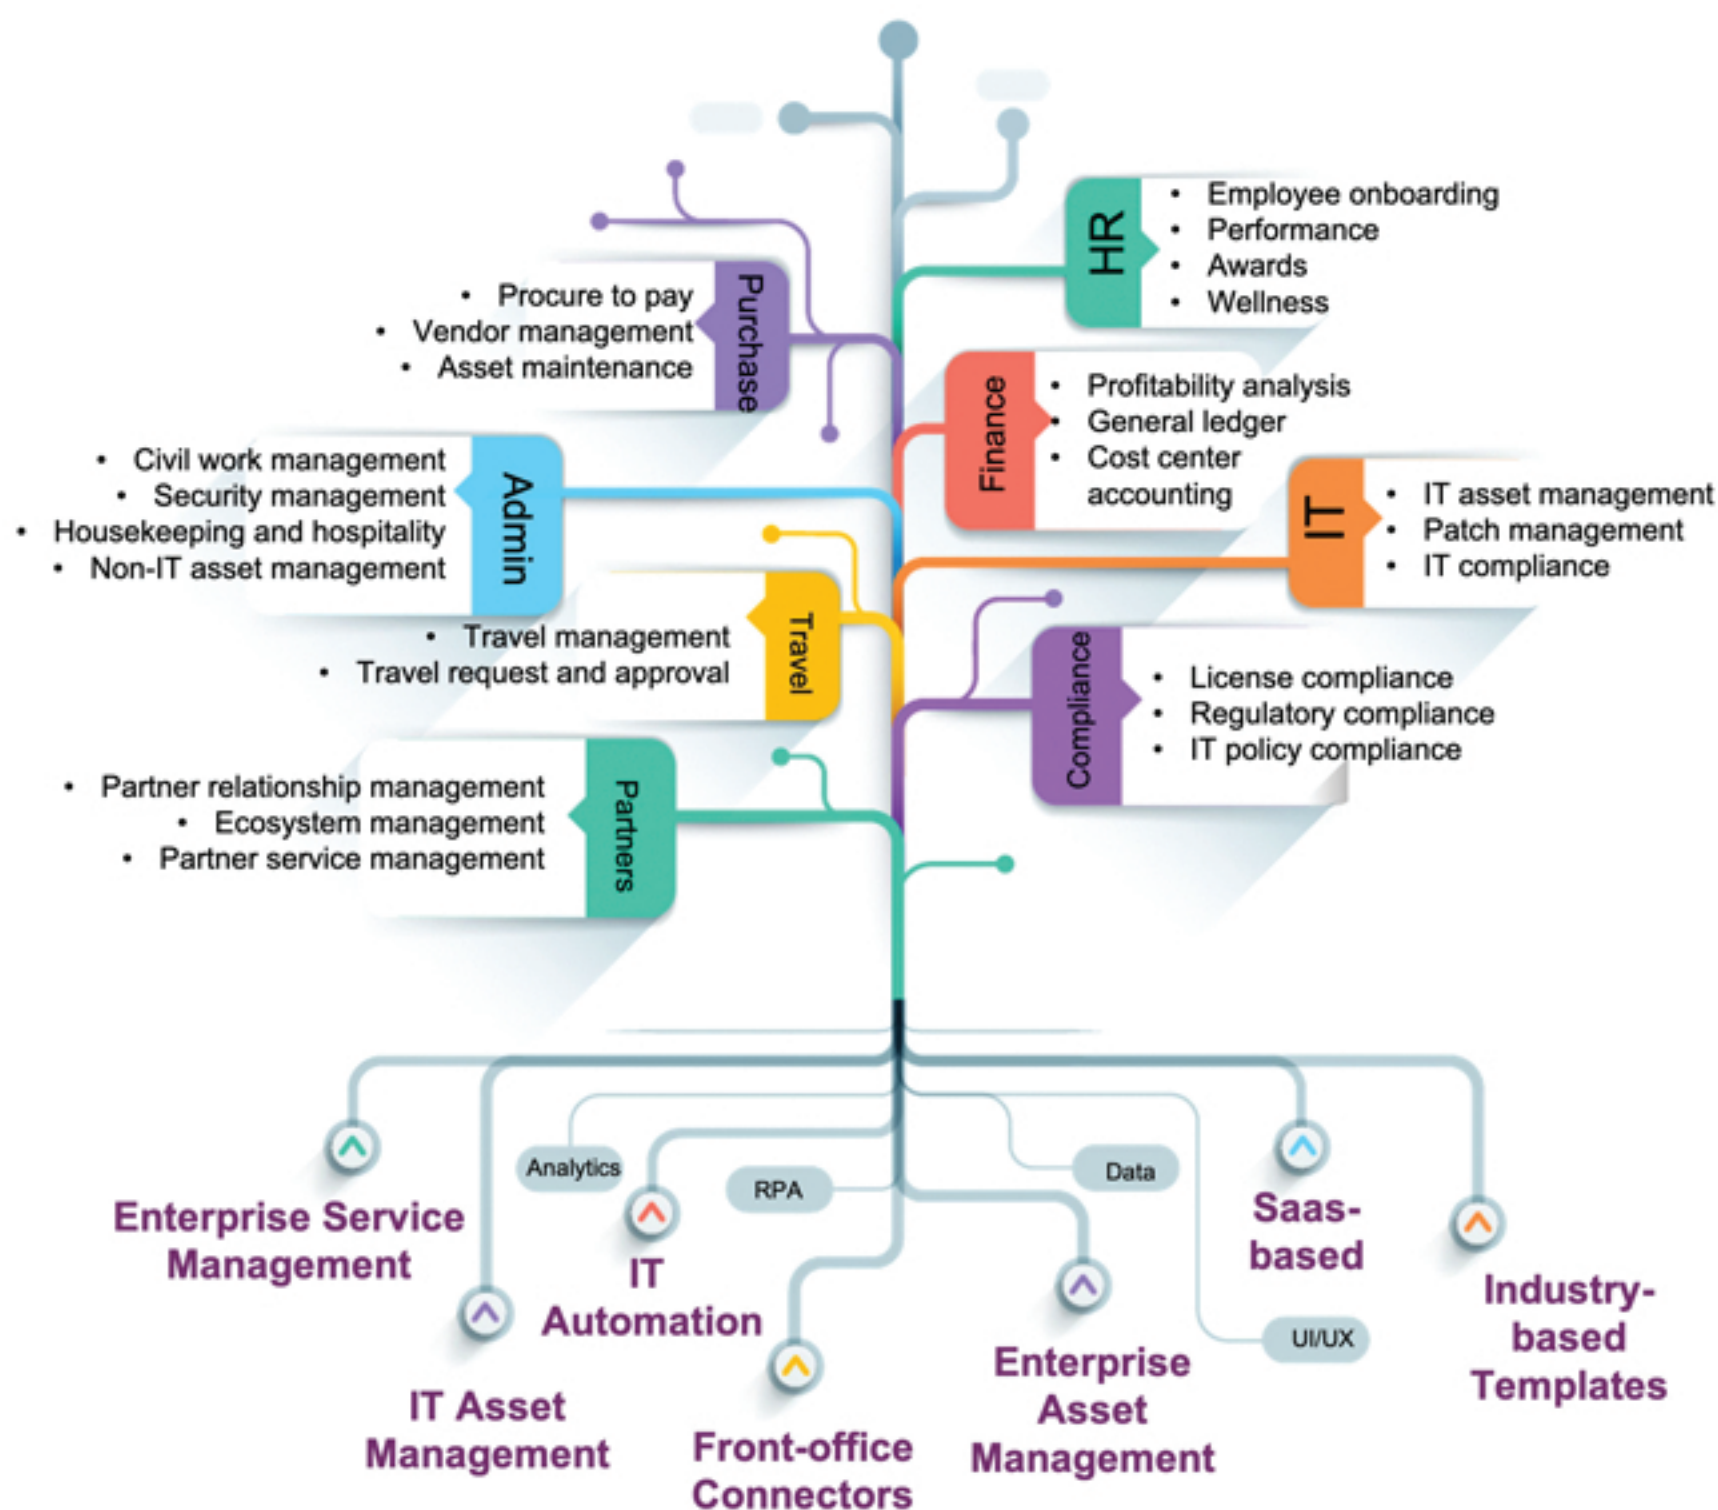 HR
• Employee onboarding
• Performance
• Awards
• Wellness
Purchase
• Procure to pay
• Vendor management
• Asset maintenance
Finance
• Profitability analysis
• General ledger
• Cost center
accounting
Admin
• Civil work management
• Security management
• Housekeeping and hospitality
• Non-IT asset management
IT
• IT asset management
• Patch management
• IT compliance
Travel
• Travel management
• Travel request and approval
Compliance
• License compliance
• Regulatory compliance
• IT policy compliance
Partners
• Partner relationship management
• Ecosystem management
• Partner service management
Enterprise Service
Management
IT Asset
Management
Analytics
IT
Automation
RPA
Front-office
Connectors
Data
Enterprise
Asset
Management
Saas-
based
UI/UX
Industry-
based
Templates